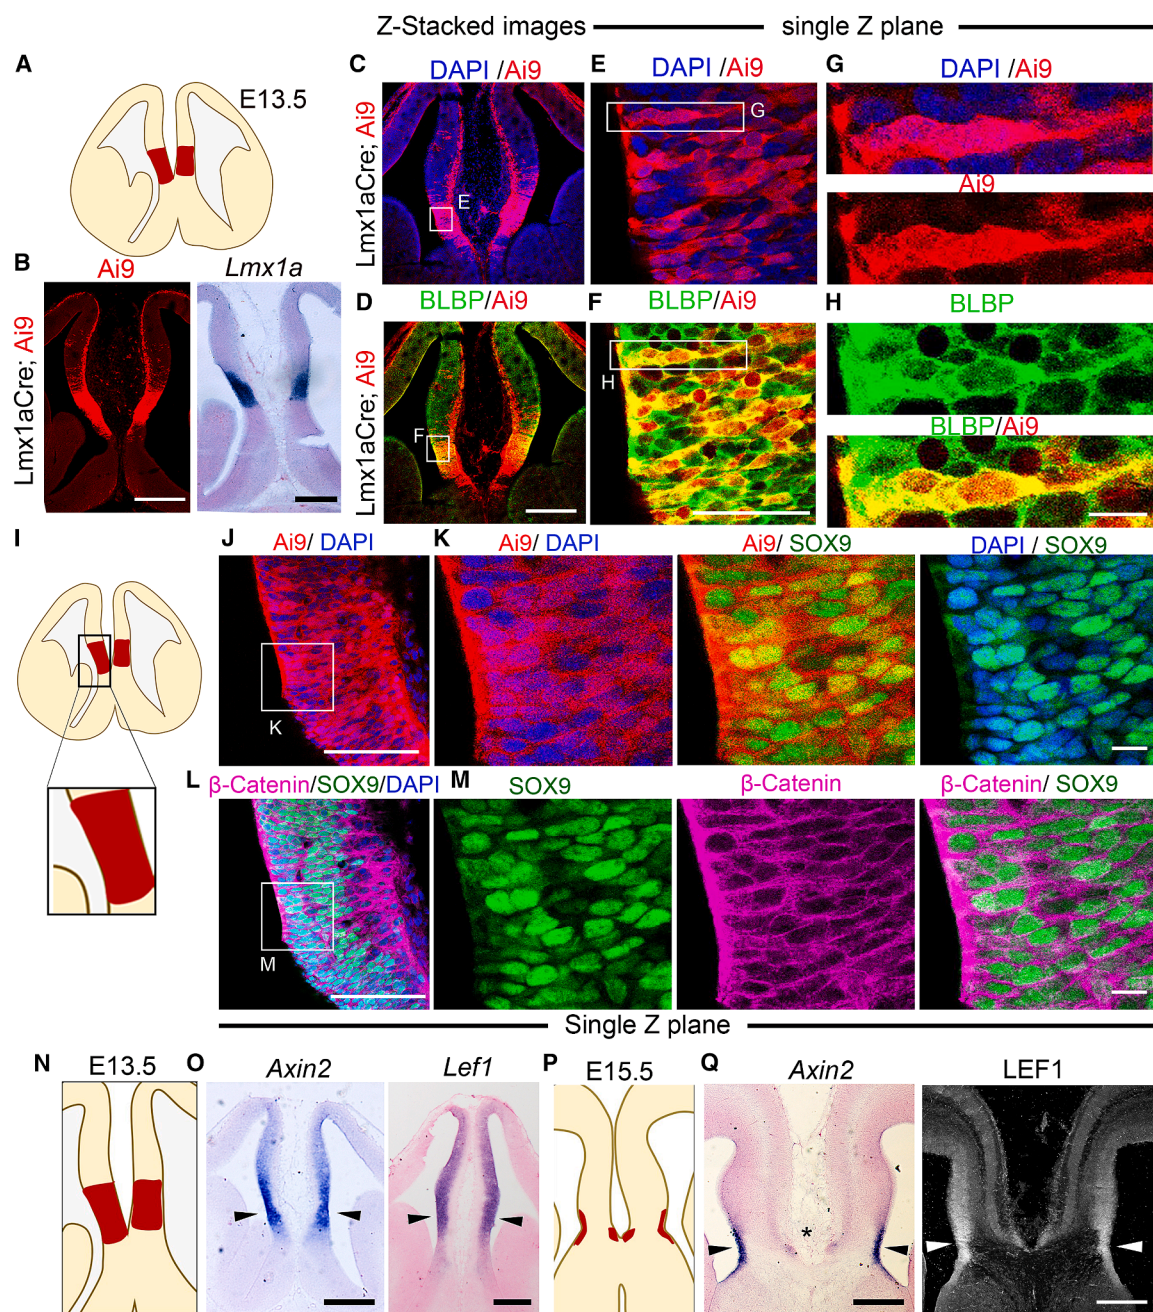 Z-Stacked images single Z plane
A
E13.5
B
Ai9 Lmx1a
Lmx1aCre; Ai9
C
DAPI /Ai9
Lmx1aCre; Ai9
E
E
DAPI /Ai9
G
G
DAPI /Ai9
Ai9
D
BLBP/Ai9
Lmx1aCre; Ai9
F
F
BLBP/Ai9
H
H
BLBP
BLBP/Ai9
I
J
Ai9/ DAPI
K
K
Ai9/ DAPI
Ai9/SOX9
DAPI / SOX9
L
β-Catenin/SOX9/DAPI
M
M
SOX9
β-Catenin
β-Catenin/ SOX9
Single Z plane
N
E13.5
O
Axin2
Lef1
P
E15.5
Q
Axin2
*
LEF1